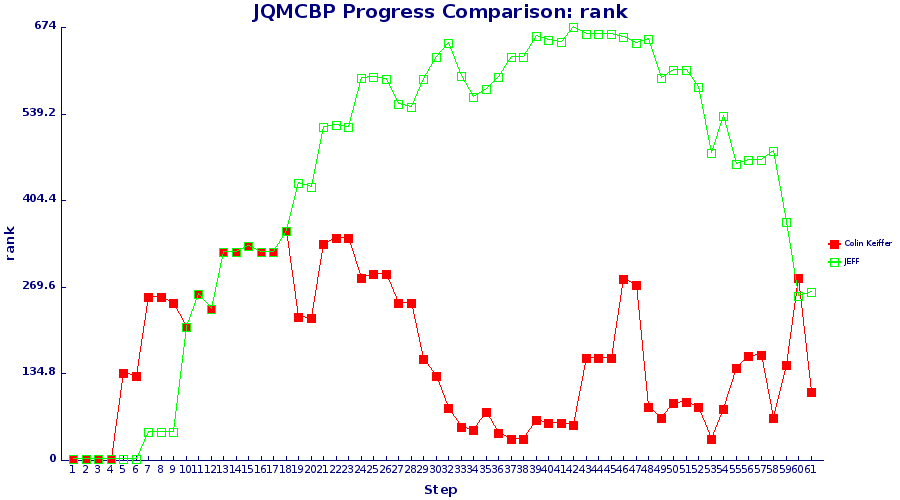 JQMCBP Progress Comparison: rank
674
539.2
404.4
269.6
134.8
0
rank
Colin Keiffer
JEFF
1 2 3 4 5 6 7 8 9 10 11 12 13 14 15 16 17 18 19 20 21 22 23 24 25 26 27 28 29 30 31 32 33 34 35 36 37 38 39 40 41 42 43 44 45 46 47 48 49 50 51 52 53 54 55 56 57 58 59 60 61
Step